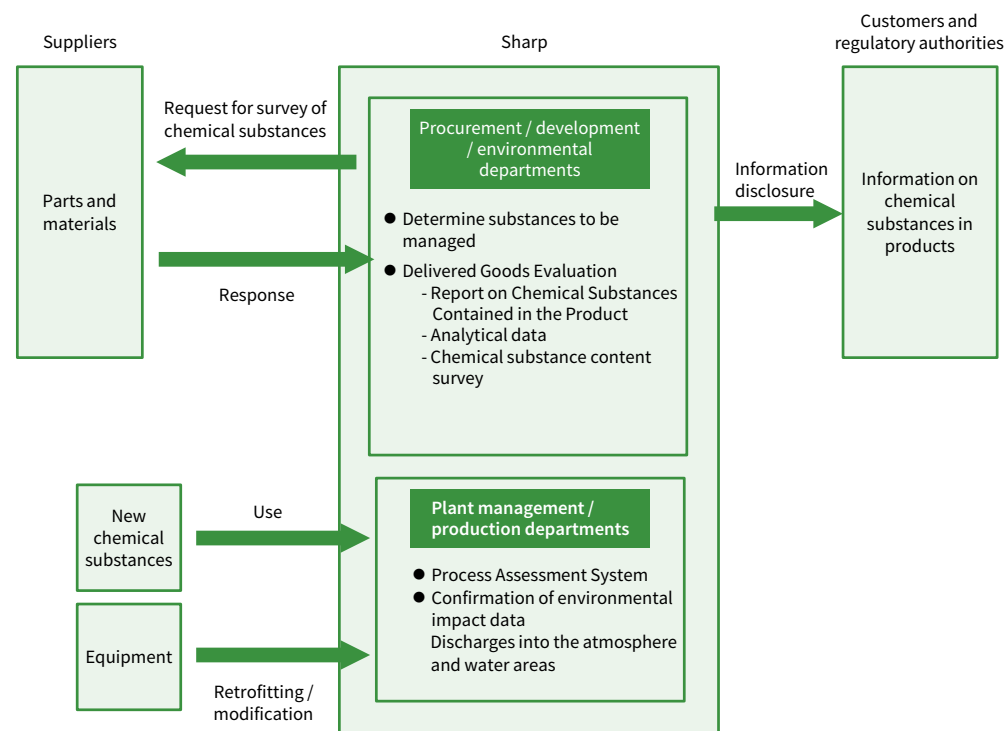 Suppliers
Sharp
Customers and
regulatory authorities
Request for survey of
chemical substances
Parts and
materials
Response
Procurement / development
/ environmental
departments
● Determine substances to be
managed
● Delivered Goods Evaluation
- Report on Chemical Substances
Contained in the Product
- Analytical data
- Chemical substance content
survey
Information
disclosure
Information on
chemical
substances in
products
New
chemical
substances
Use
Equipment
Retrofitting /
modification
Plant management /
production departments
● Process Assessment System
● Confirmation of environmental
impact data
Discharges into the atmosphere
and water areas